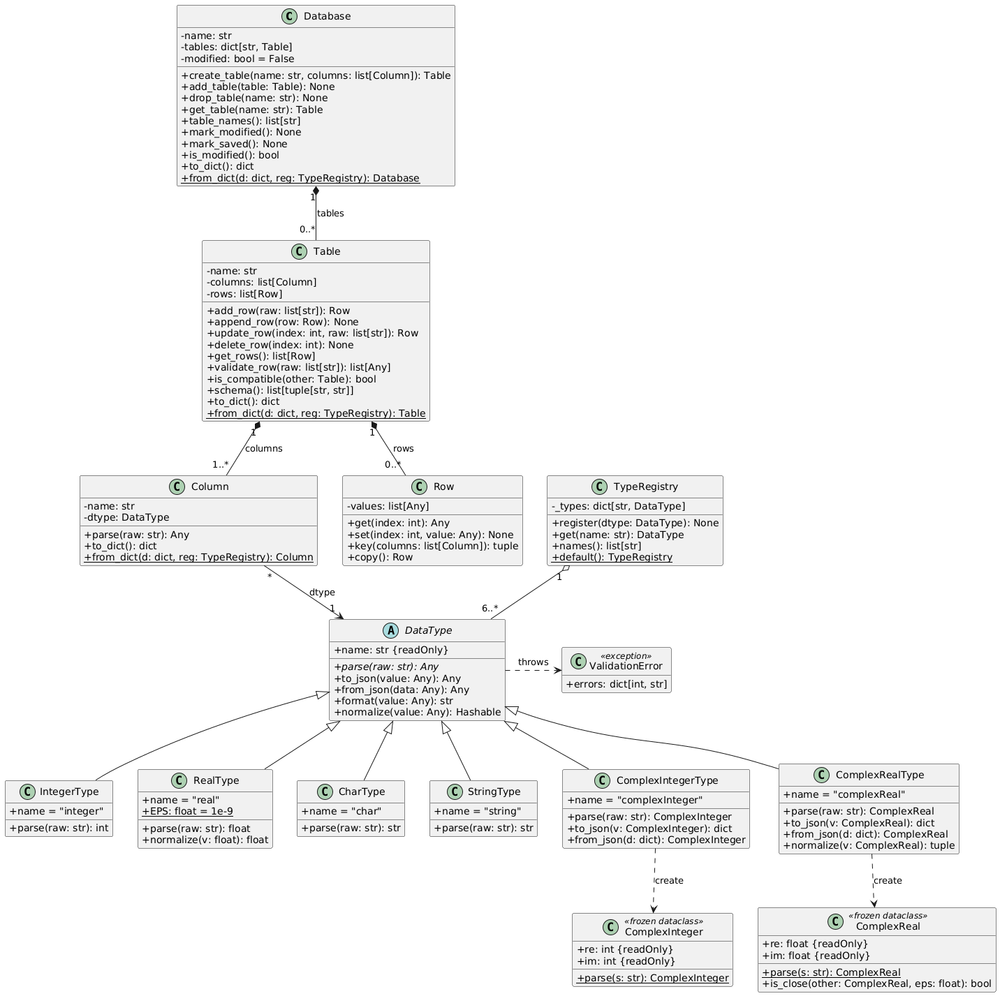 C Database
-name: str
-tables: dict[str, Table]
-modified: bool = False
+create_table(name: str, columns: list[Column]): Table
+add_table(table: Table): None
+drop_table(name: str): None
+get_table(name: str): Table
+table_names(): list[str]
+mark_modified(): None
+mark_saved(): None
+is_modified(): bool
+to_dict(): dict
+from_dict(d: dict, reg: TypeRegistry): Database
1
tables
0..*
C Table
-name: str
-columns: list[Column]
-rows: list[Row]
+add_row(raw: list[str]): Row
+append_row(row: Row): None
+update_row(index: int, raw: list[str]): Row
+delete_row(index: int): None
+get_rows(): list[Row]
+validate_row(raw: list[str]): list[Any]
+is_compatible(other: Table): bool
+schema(): list[tuple[str, str]]
+to_dict(): dict
+from_dict(d: dict, reg: TypeRegistry): Table
1
columns
1..*
1
rows
0..*
C Column
-name: str
-dtype: DataType
+parse(raw: str): Any
+to_dict(): dict
+from_dict(d: dict, reg: TypeRegistry): Column
C Row
-values: list[Any]
+get(index: int): Any
+set(index: int, value: Any): None
+key(columns: list[Column]): tuple
+copy(): Row
C TypeRegistry
-_types: dict[str, DataType]
+register(dtype: DataType): None
+get(name: str): DataType
+names(): list[str]
+default(): TypeRegistry
*
dtype
1
1
6..*
A DataType
+name: str {readOnly}
+parse(raw: str): Any
+to_json(value: Any): Any
+from_json(data: Any): Any
+format(value: Any): str
+normalize(value: Any): Hashable
throws
C «exception»
ValidationError
+errors: dict[int, str]
C IntegerType
+name = "integer"
+parse(raw: str): int
C RealType
+name = "real"
+EPS: float = 1e-9
+parse(raw: str): float
+normalize(v: float): float
C CharType
+name = "char"
+parse(raw: str): str
C StringType
+name = "string"
+parse(raw: str): str
C ComplexIntegerType
+name = "complexInteger"
+parse(raw: str): ComplexInteger
+to_json(v: ComplexInteger): dict
+from_json(d: dict): ComplexInteger
C ComplexRealType
+name = "complexReal"
+parse(raw: str): ComplexReal
+to_json(v: ComplexReal): dict
+from_json(d: dict): ComplexReal
+normalize(v: ComplexReal): tuple
create
create
C «frozen dataclass»
ComplexInteger
+re: int {readOnly}
+im: int {readOnly}
+parse(s: str): ComplexInteger
C «frozen dataclass»
ComplexReal
+re: float {readOnly}
+im: float {readOnly}
+parse(s: str): ComplexReal
+is_close(other: ComplexReal, eps: float): bool